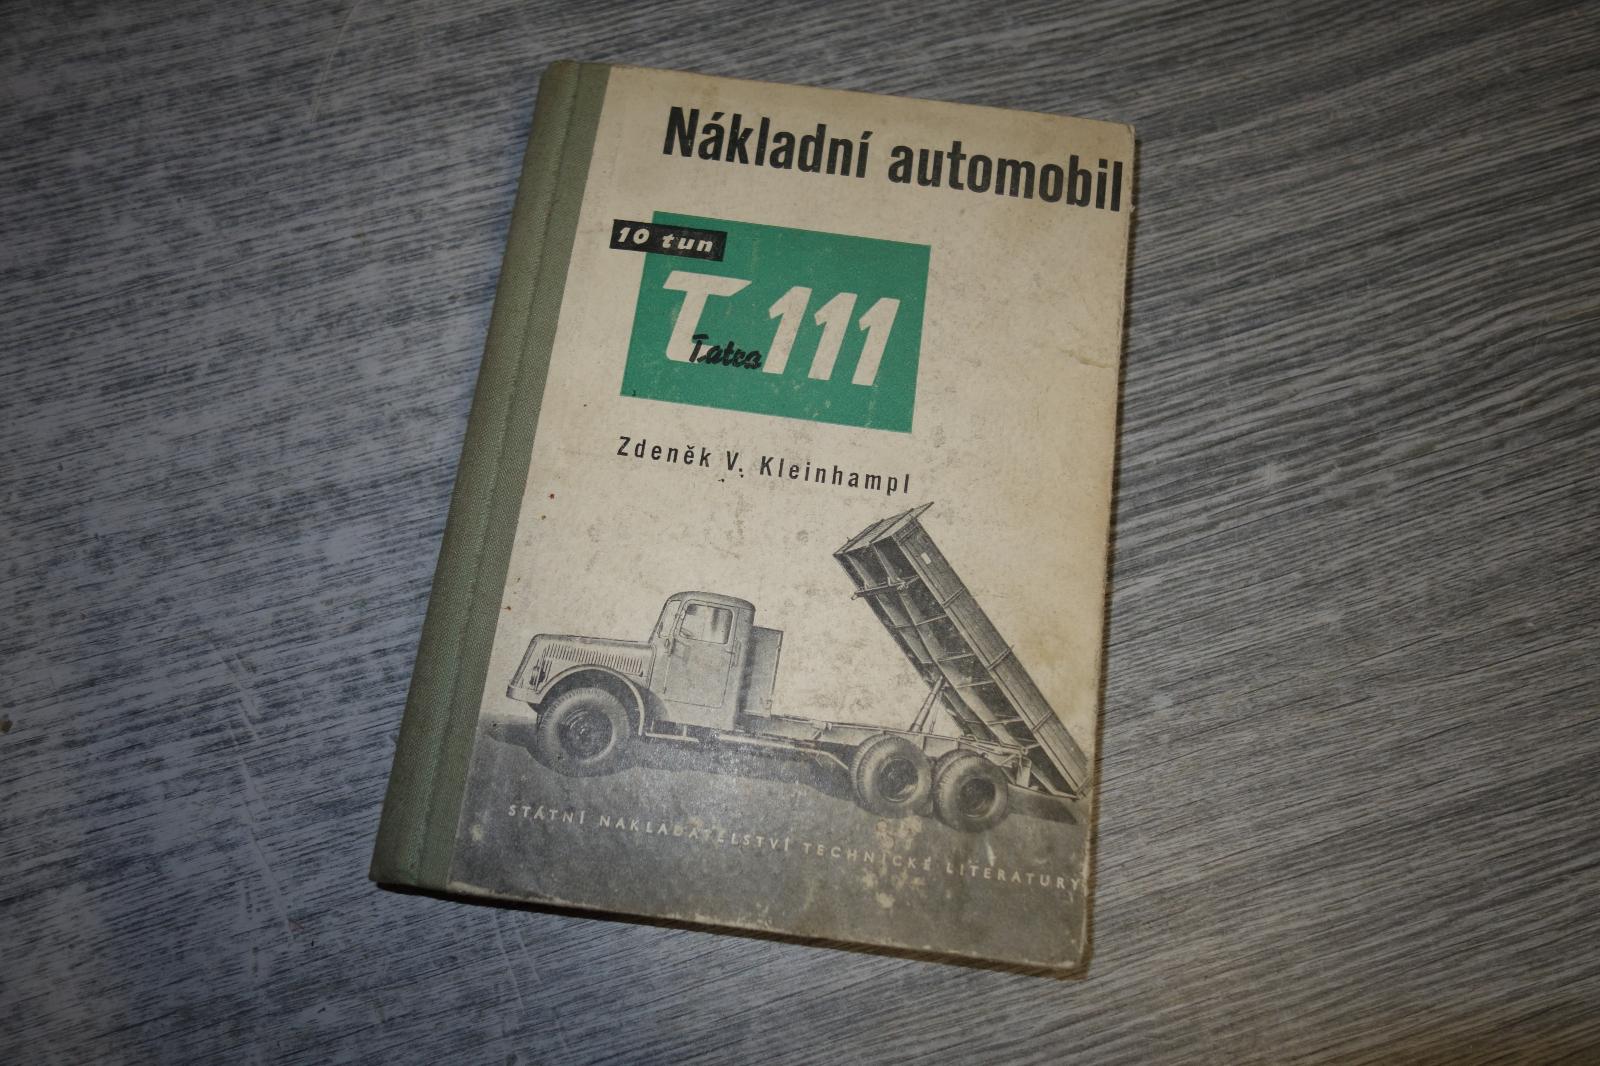 Nákladní automobil
10 tun
T 111
Tatra
Zdeněk V. Kleinhampl
STÁTNÍ NAKLADATELSTVÍ TECHNICKÉ LITERATURY